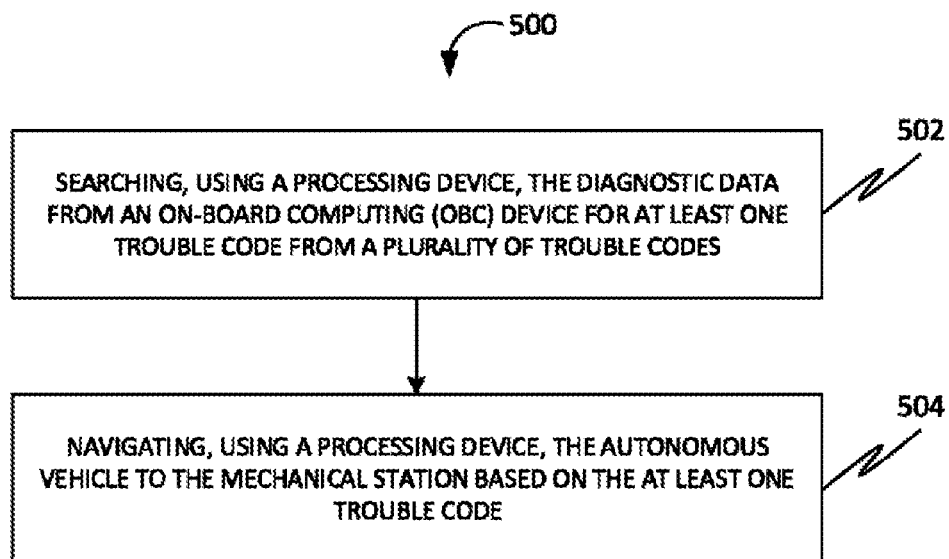 500
502
SEARCHING, USING A PROCESSING DEVICE, THE DIAGNOSTIC DATA
FROM AN ON-BOARD COMPUTING (OBC) DEVICE FOR AT LEAST ONE
TROUBLE CODE FROM A PLURALITY OF TROUBLE CODES
504
NAVIGATING, USING A PROCESSING DEVICE, THE AUTONOMOUS
VEHICLE TO THE MECHANICAL STATION BASED ON THE AT LEAST ONE
TROUBLE CODE